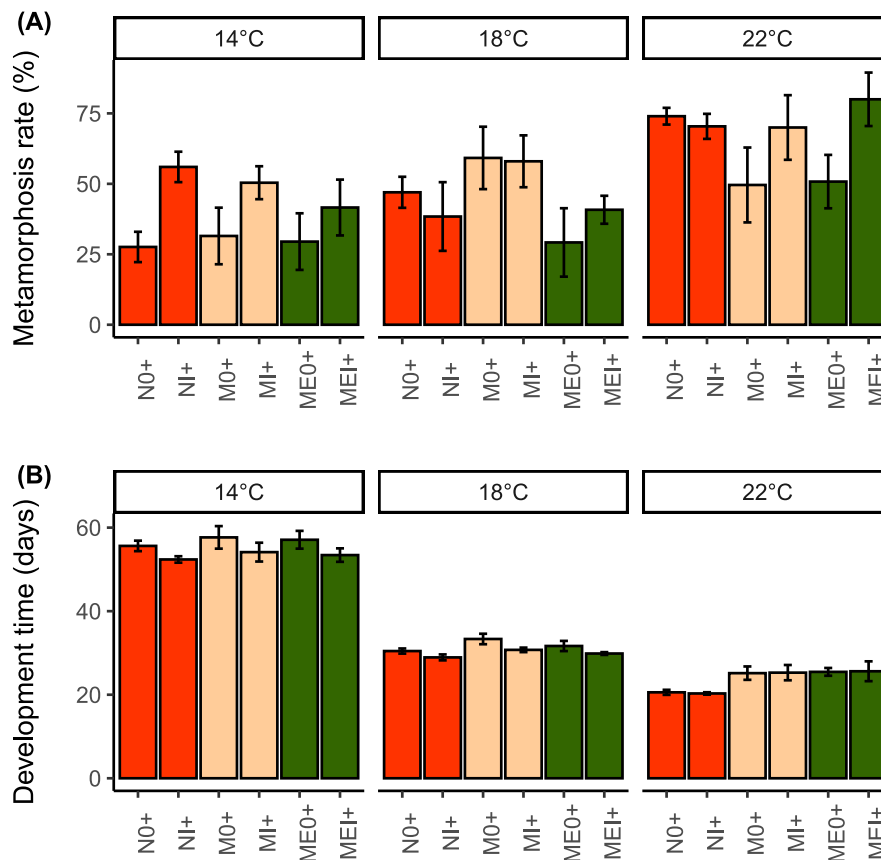 (A)
14°C 18°C 22°C
Metamorphosis rate (%)
75
50
25
0
N0+ NI+ M0+ MI+ ME0+ MEI+ N0+ NI+ M0+ MI+ ME0+ MEI+ N0+ NI+ M0+ MI+ ME0+ MEI+
(B)
14°C 18°C 22°C
Development time (days)
60
40
20
0
N0+ NI+ M0+ MI+ ME0+ MEI+ N0+ NI+ M0+ MI+ ME0+ MEI+ N0+ NI+ M0+ MI+ ME0+ MEI+